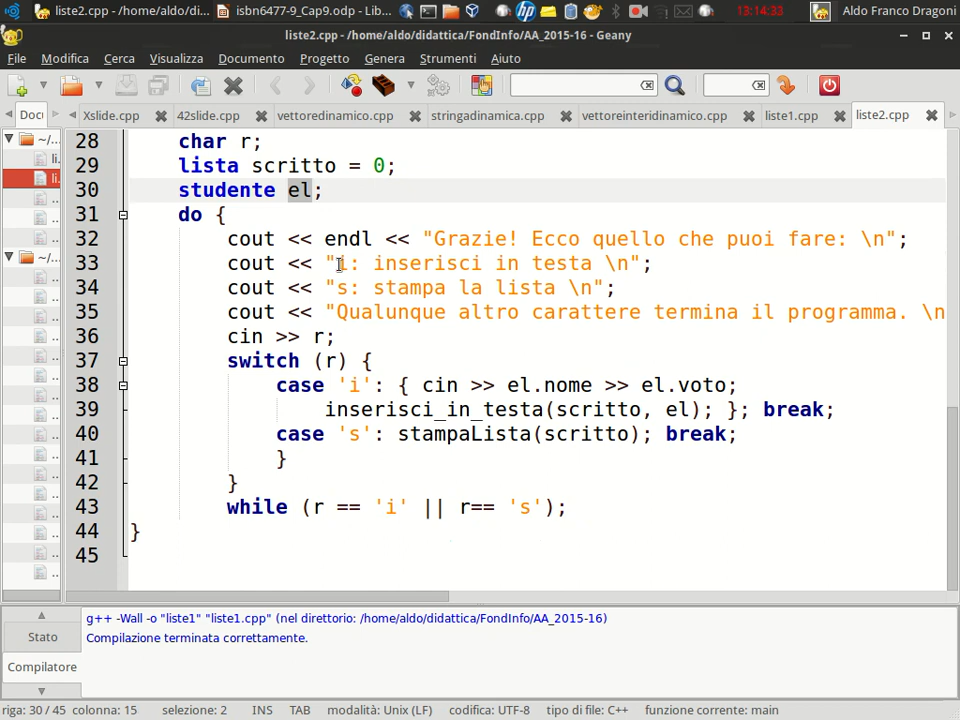 liste2.cpp - /home/aldo/di...
isbn6477-9_Cap9.odp - Lib...
13:14:33
Aldo Franco Dragoni
liste2.cpp - /home/aldo/didattica/FondInfo/AA_2015-16 - Geany
File Modifica Cerca Visualizza Documento Progetto Genera Strumenti Aiuto
Docu
Xslide.cpp 42slide.cpp vettoredinamico.cpp stringadinamica.cpp vettoreinteridinamico.cpp liste1.cpp liste2.cpp
28 char r;
29 lista scritto = 0;
30 studente el;
31 do {
32 cout << endl << "Grazie! Ecco quello che puoi fare: \n";
33 cout << "i: inserisci in testa \n";
34 cout << "s: stampa la lista \n";
35 cout << "Qualunque altro carattere termina il programma. \n
36 cin >> r;
37 switch (r) {
38 case 'i': { cin >> el.nome >> el.voto;
39 inserisci_in_testa(scritto, el); }; break;
40 case 's': stampaLista(scritto); break;
41 }
42 }
43 while (r == 'i' || r== 's');
44 }
45
Stato
Compilatore
g++ -Wall -o "liste1" "liste1.cpp" (nel direttorio: /home/aldo/didattica/FondInfo/AA_2015-16)
Compilazione terminata correttamente.
riga: 30 / 45 colonna: 15 selezione: 2 INS TAB modalità: Unix (LF) codifica: UTF-8 tipo di file: C++ funzione corrente: main